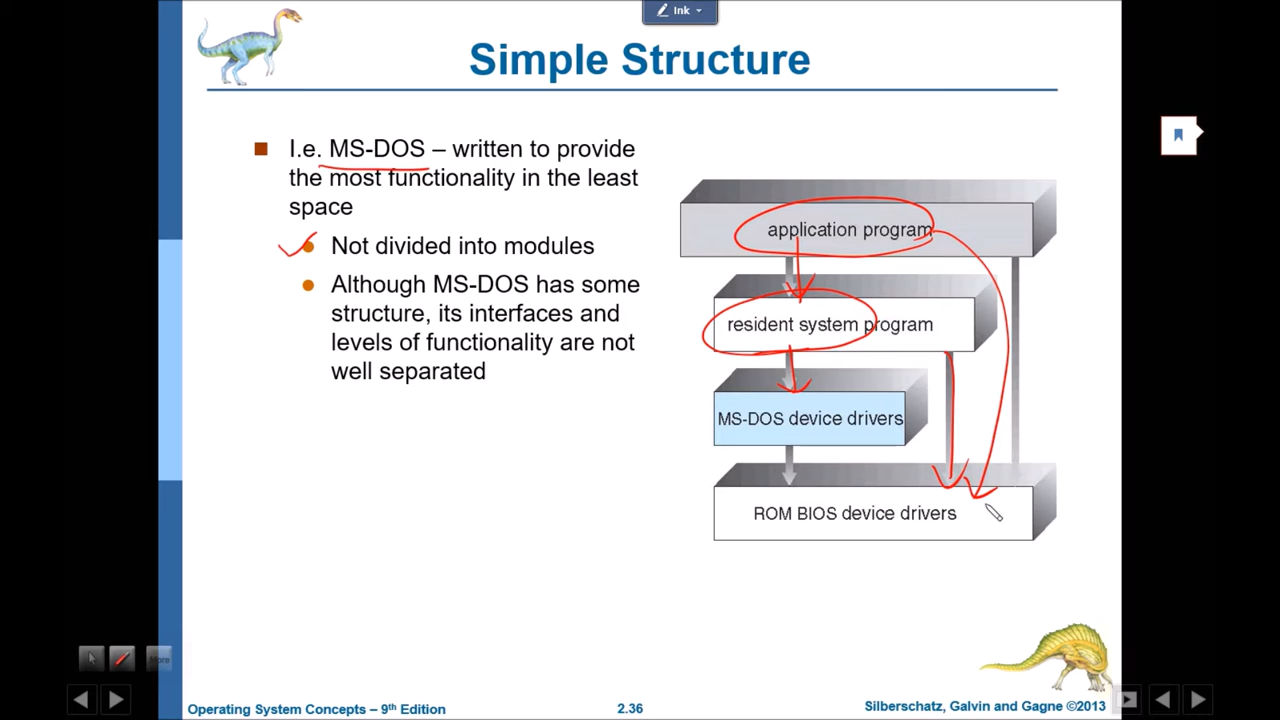 Ink
Simple Structure
I.e. MS-DOS – written to provide
the most functionality in the least
space
Not divided into modules
Although MS-DOS has some
structure, its interfaces and
levels of functionality are not
well separated
application program
resident system program
MS-DOS device drivers
ROM BIOS device drivers
More
Operating System Concepts – 9th Edition
2.36
Silberschatz, Galvin and Gagne ©2013